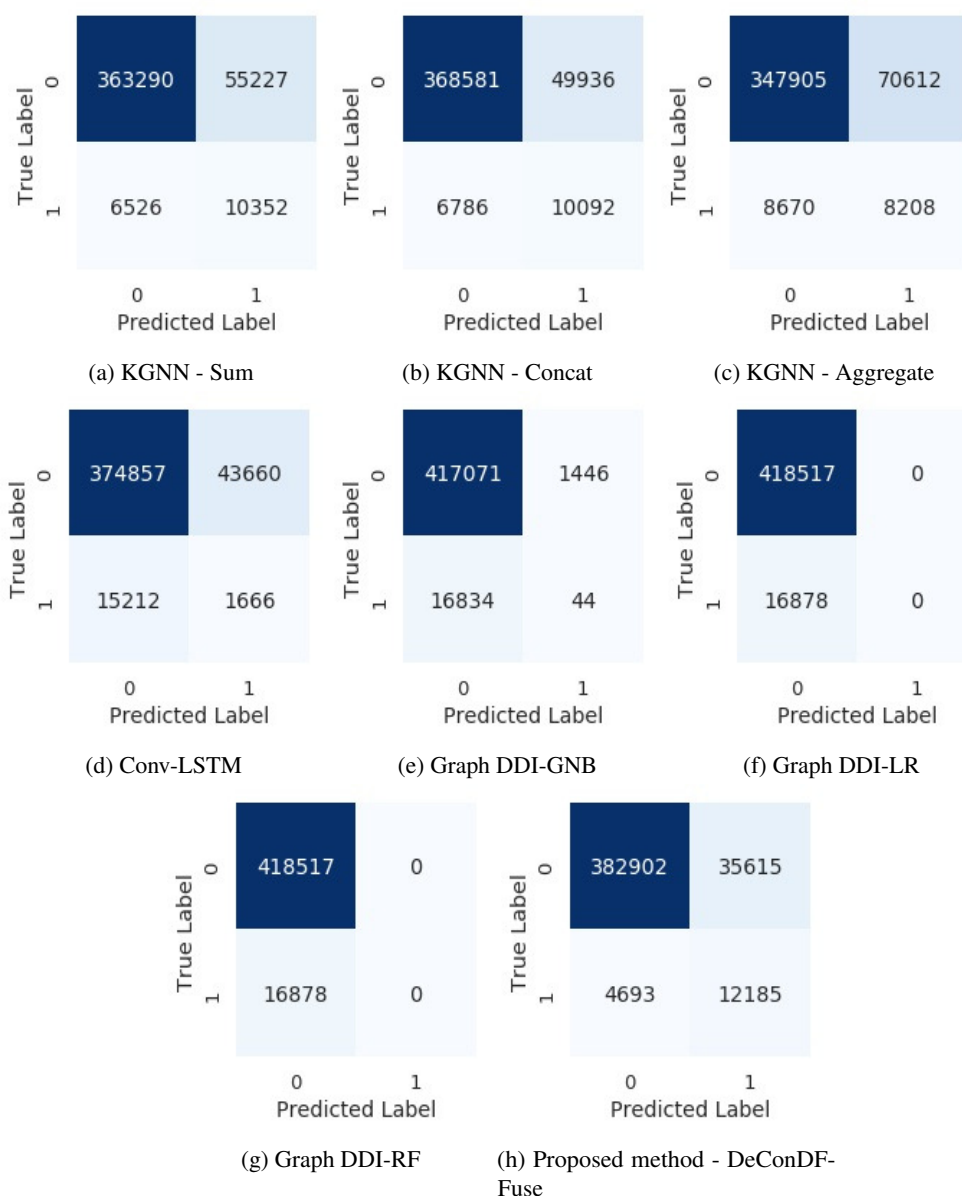 True Label
0
363290
55227
1
6526
10352
0
1
Predicted Label
(a) KGNN - Sum
True Label
0
368581
49936
1
6786
10092
0
1
Predicted Label
(b) KGNN - Concat
True Label
0
347905
70612
1
8670
8208
0
1
Predicted Label
(c) KGNN - Aggregate
True Label
0
374857
43660
1
15212
1666
0
1
Predicted Label
(d) Conv-LSTM
True Label
0
417071
1446
1
16834
44
0
1
Predicted Label
(e) Graph DDI-GNB
True Label
0
418517
0
1
16878
0
0
1
Predicted Label
(f) Graph DDI-LR
True Label
0
418517
0
1
16878
0
0
1
Predicted Label
(g) Graph DDI-RF
True Label
0
382902
35615
1
4693
12185
0
1
Predicted Label
(h) Proposed method - DeConDF-
Fuse